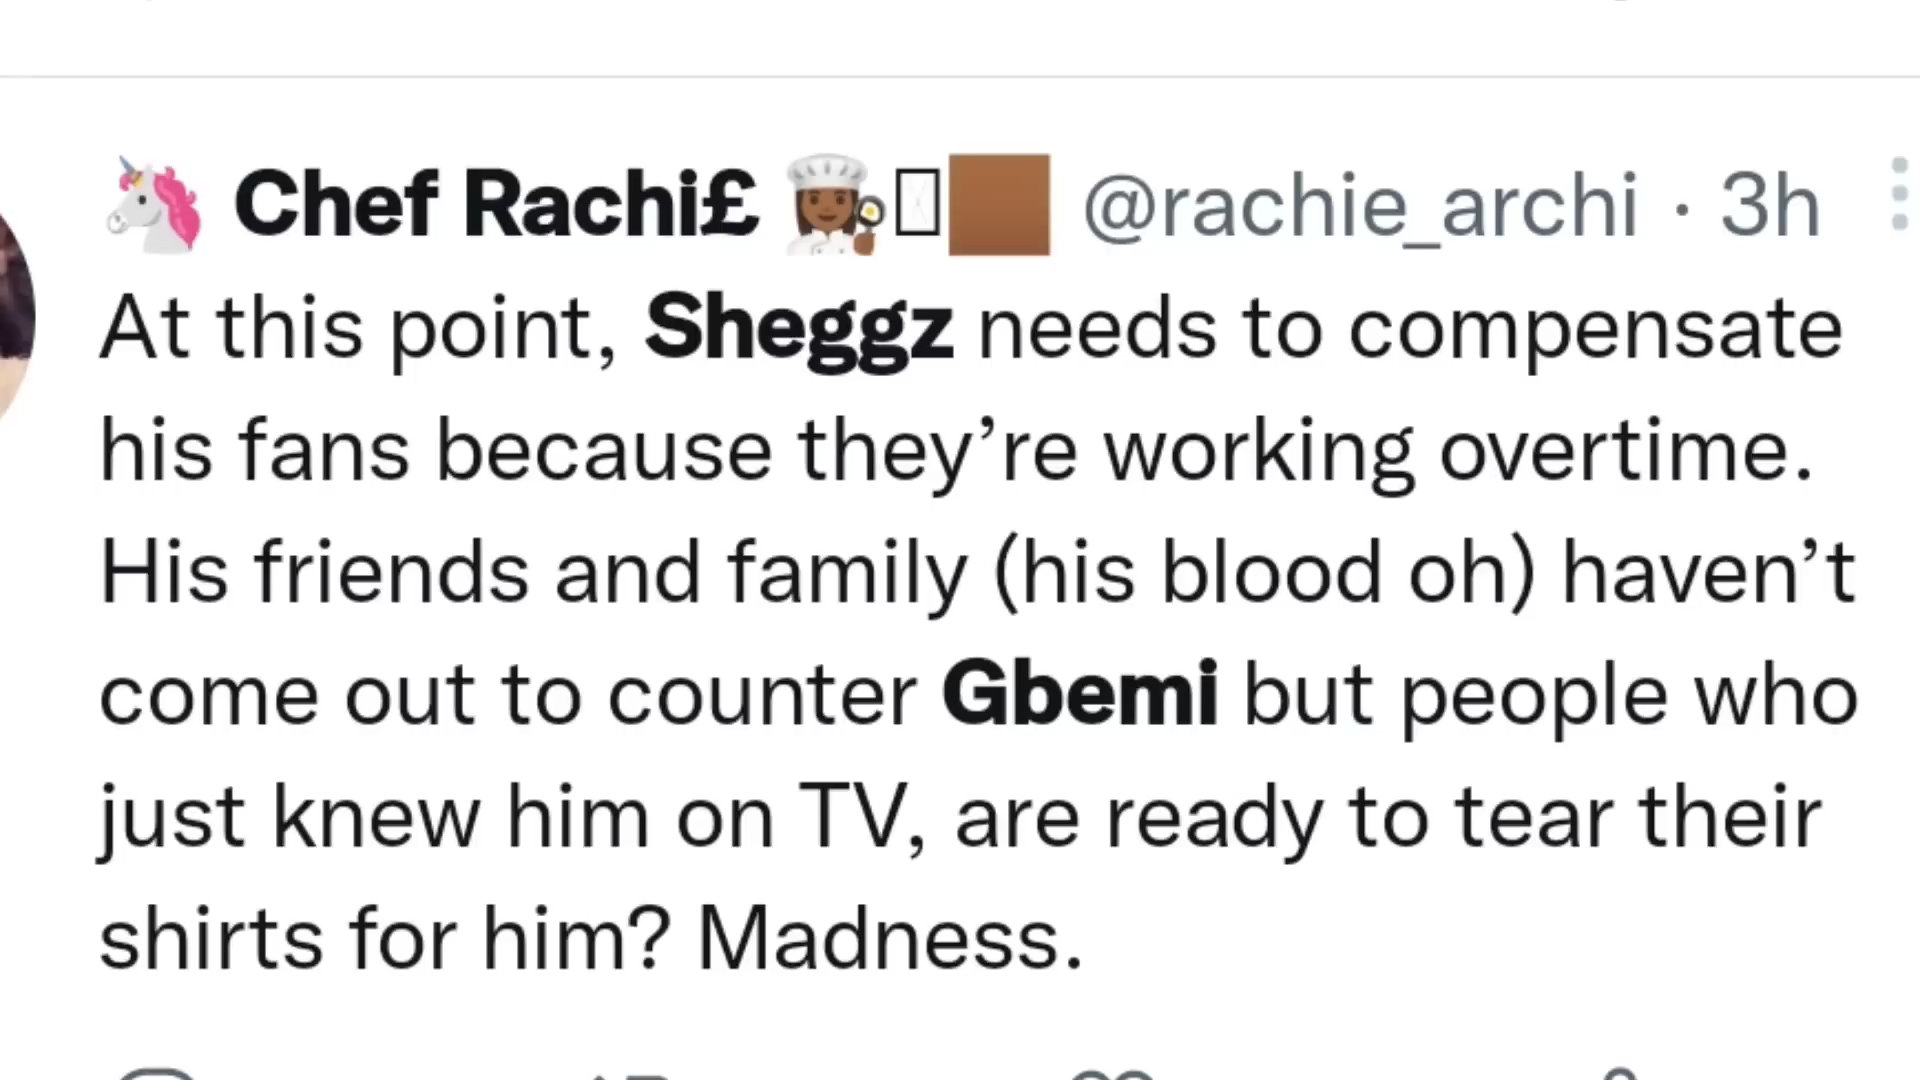 🦄 Chef Rachi£ 👩🏾‍🍳 @rachie_archi · 3h
At this point, Sheggz needs to compensate
his fans because they’re working overtime.
His friends and family (his blood oh) haven’t
come out to counter Gbemi but people who
just knew him on TV, are ready to tear their
shirts for him? Madness.